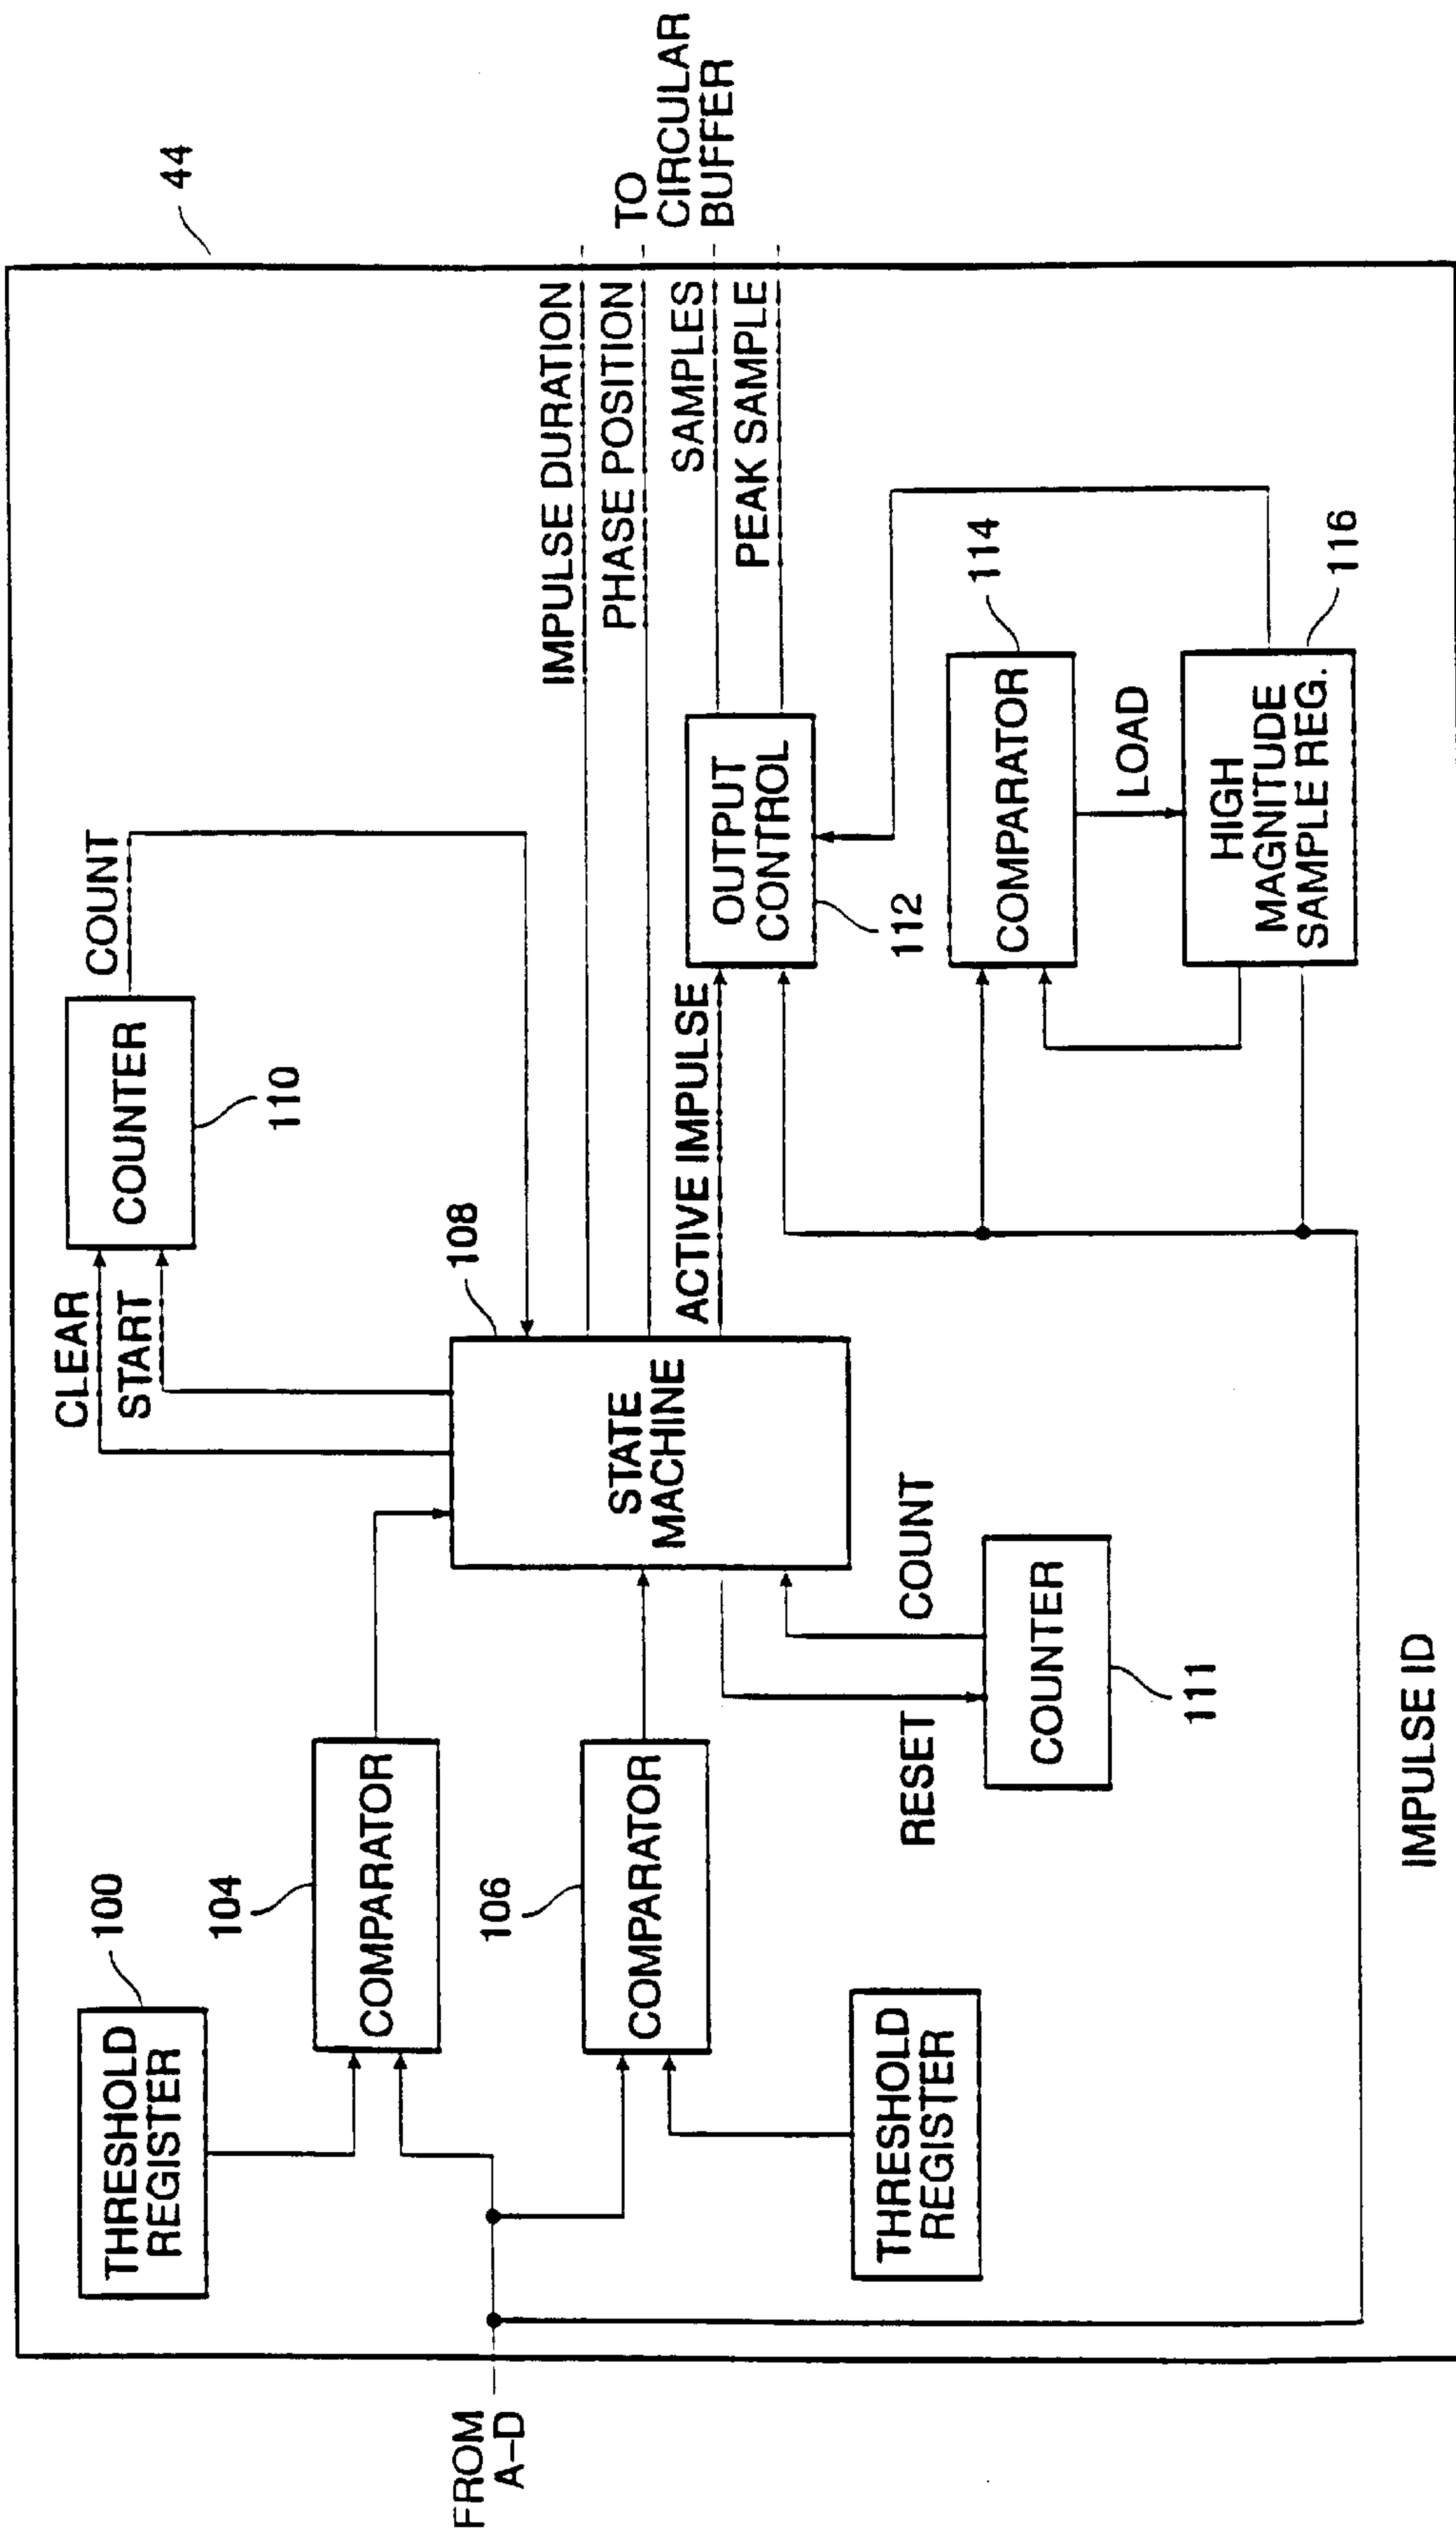 44
THRESHOLD
REGISTER
100
CLEAR
START
COUNTER
110
COUNT
COMPARATOR
104
108
STATE
MACHINE
IMPULSE DURATION
PHASE POSITION
SAMPLES
PEAK SAMPLE
TO
CIRCULAR
BUFFER
FROM
A-D
COMPARATOR
106
ACTIVE IMPULSE
OUTPUT
CONTROL
112
THRESHOLD
REGISTER
RESET
COUNT
COUNTER
111
COMPARATOR
114
LOAD
HIGH
MAGNITUDE
SAMPLE REG.
116
IMPULSE ID